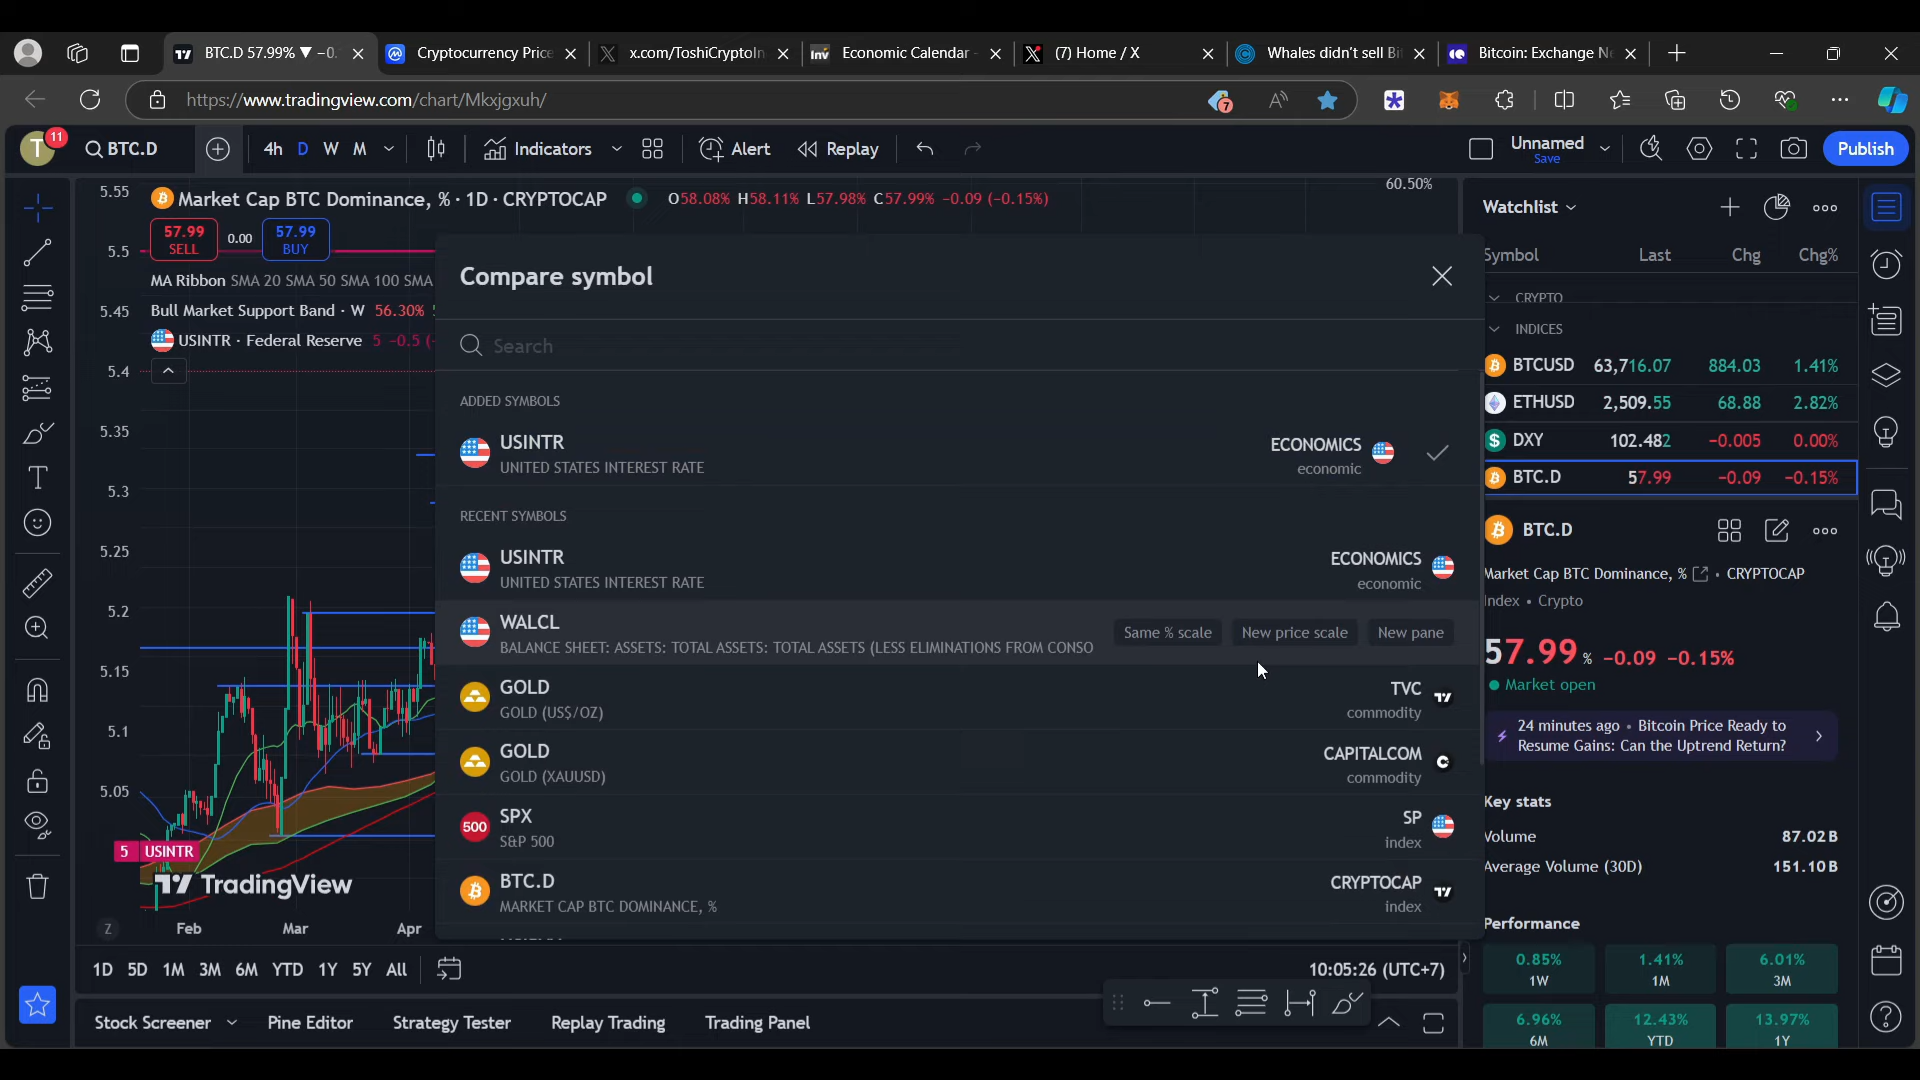 BTC.D 57.99% ▼ −0.
Cryptocurrency Price
x.com/ToshiCryptoIn
Economic Calendar -
(7) Home / X
Whales didn't sell Bi
Bitcoin: Exchange Ne
https://www.tradingview.com/chart/Mkxjgxuh/
7
T
11
BTC.D
4h D W M
Indicators
Alert
Replay
Unnamed
Save
Publish
5.55
Market Cap BTC Dominance, % · 1D · CRYPTOCAP
O58.08% H58.11% L57.98% C57.99% −0.09 (−0.15%)
60.50%
57.99
SELL
0.00
57.99
BUY
5.5
MA Ribbon SMA 20 SMA 50 SMA 100 SMA
5.45
Bull Market Support Band · W 56.30%
USINTR · Federal Reserve 5 −0.5 (−
5.4
5.35
5.3
5.25
5.2
5.15
5.1
5.05
5 USINTR
TradingView
Z
Feb
Mar
Apr
Compare symbol
Search
ADDED SYMBOLS
USINTR
UNITED STATES INTEREST RATE
ECONOMICS
economic
RECENT SYMBOLS
USINTR
UNITED STATES INTEREST RATE
ECONOMICS
economic
WALCL
BALANCE SHEET: ASSETS: TOTAL ASSETS: TOTAL ASSETS (LESS ELIMINATIONS FROM CONSO
Same % scale
New price scale
New pane
GOLD
GOLD (US$/OZ)
TVC
commodity
GOLD
GOLD (XAUUSD)
CAPITALCOM
commodity
500
SPX
S&P 500
SP
index
BTC.D
MARKET CAP BTC DOMINANCE, %
CRYPTOCAP
index
1D 5D 1M 3M 6M YTD 1Y 5Y All
10:05:26 (UTC+7)
Stock Screener
Pine Editor
Strategy Tester
Replay Trading
Trading Panel
Watchlist
Symbol Last Chg Chg%
CRYPTO
INDICES
BTCUSD 63,716.07 884.03 1.41%
ETHUSD 2,509.55 68.88 2.82%
DXY 102.482 −0.005 0.00%
BTC.D 57.99 −0.09 −0.15%
BTC.D
Market Cap BTC Dominance, % • CRYPTOCAP
Index • Crypto
57.99 % −0.09 −0.15%
Market open
24 minutes ago • Bitcoin Price Ready to
Resume Gains: Can the Uptrend Return?
Key stats
Volume 87.02B
Average Volume (30D) 151.10B
Performance
0.85%
1W
1.41%
1M
6.01%
3M
6.96%
6M
12.43%
YTD
13.97%
1Y